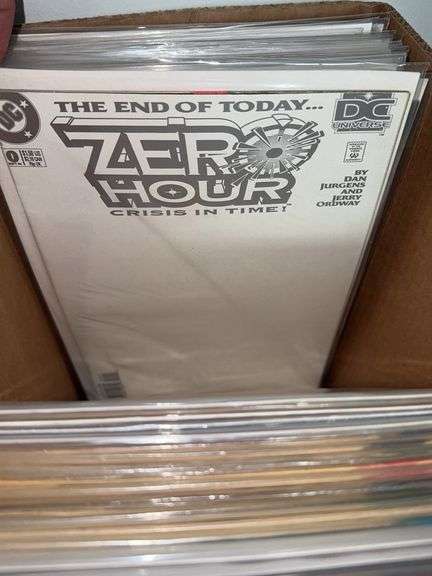 THE END OF TODAY...
DC
DC
UNIVERSE
0
ZERO
HOUR
CRISIS IN TIME!
BY
DAN
JURGENS
AND
JERRY
ORDWAY